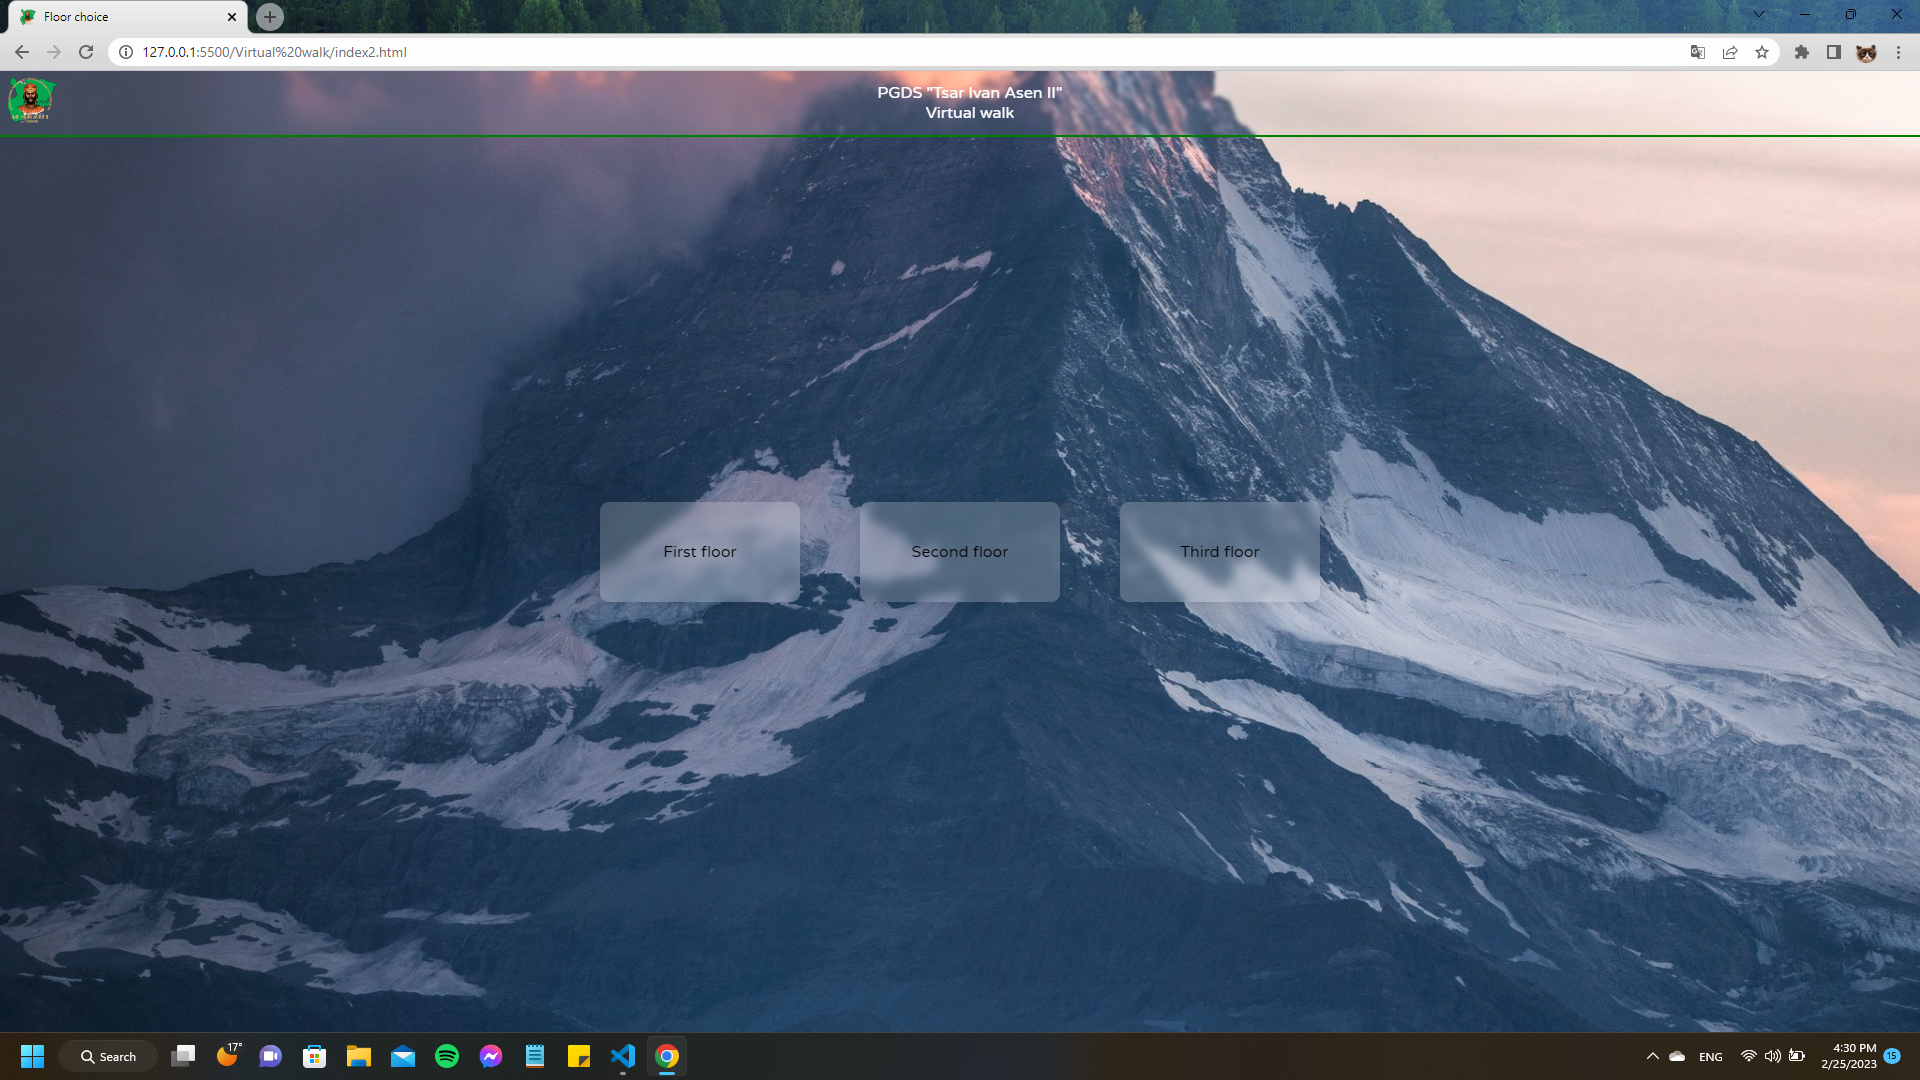 Floor choice
127.0.0.1:5500/Virtual%20walk/index2.html
PGDS "Tsar Ivan Asen II"
Virtual walk
First floor
Second floor
Third floor
17°
Search
ENG
4:30 PM
2/25/2023
15